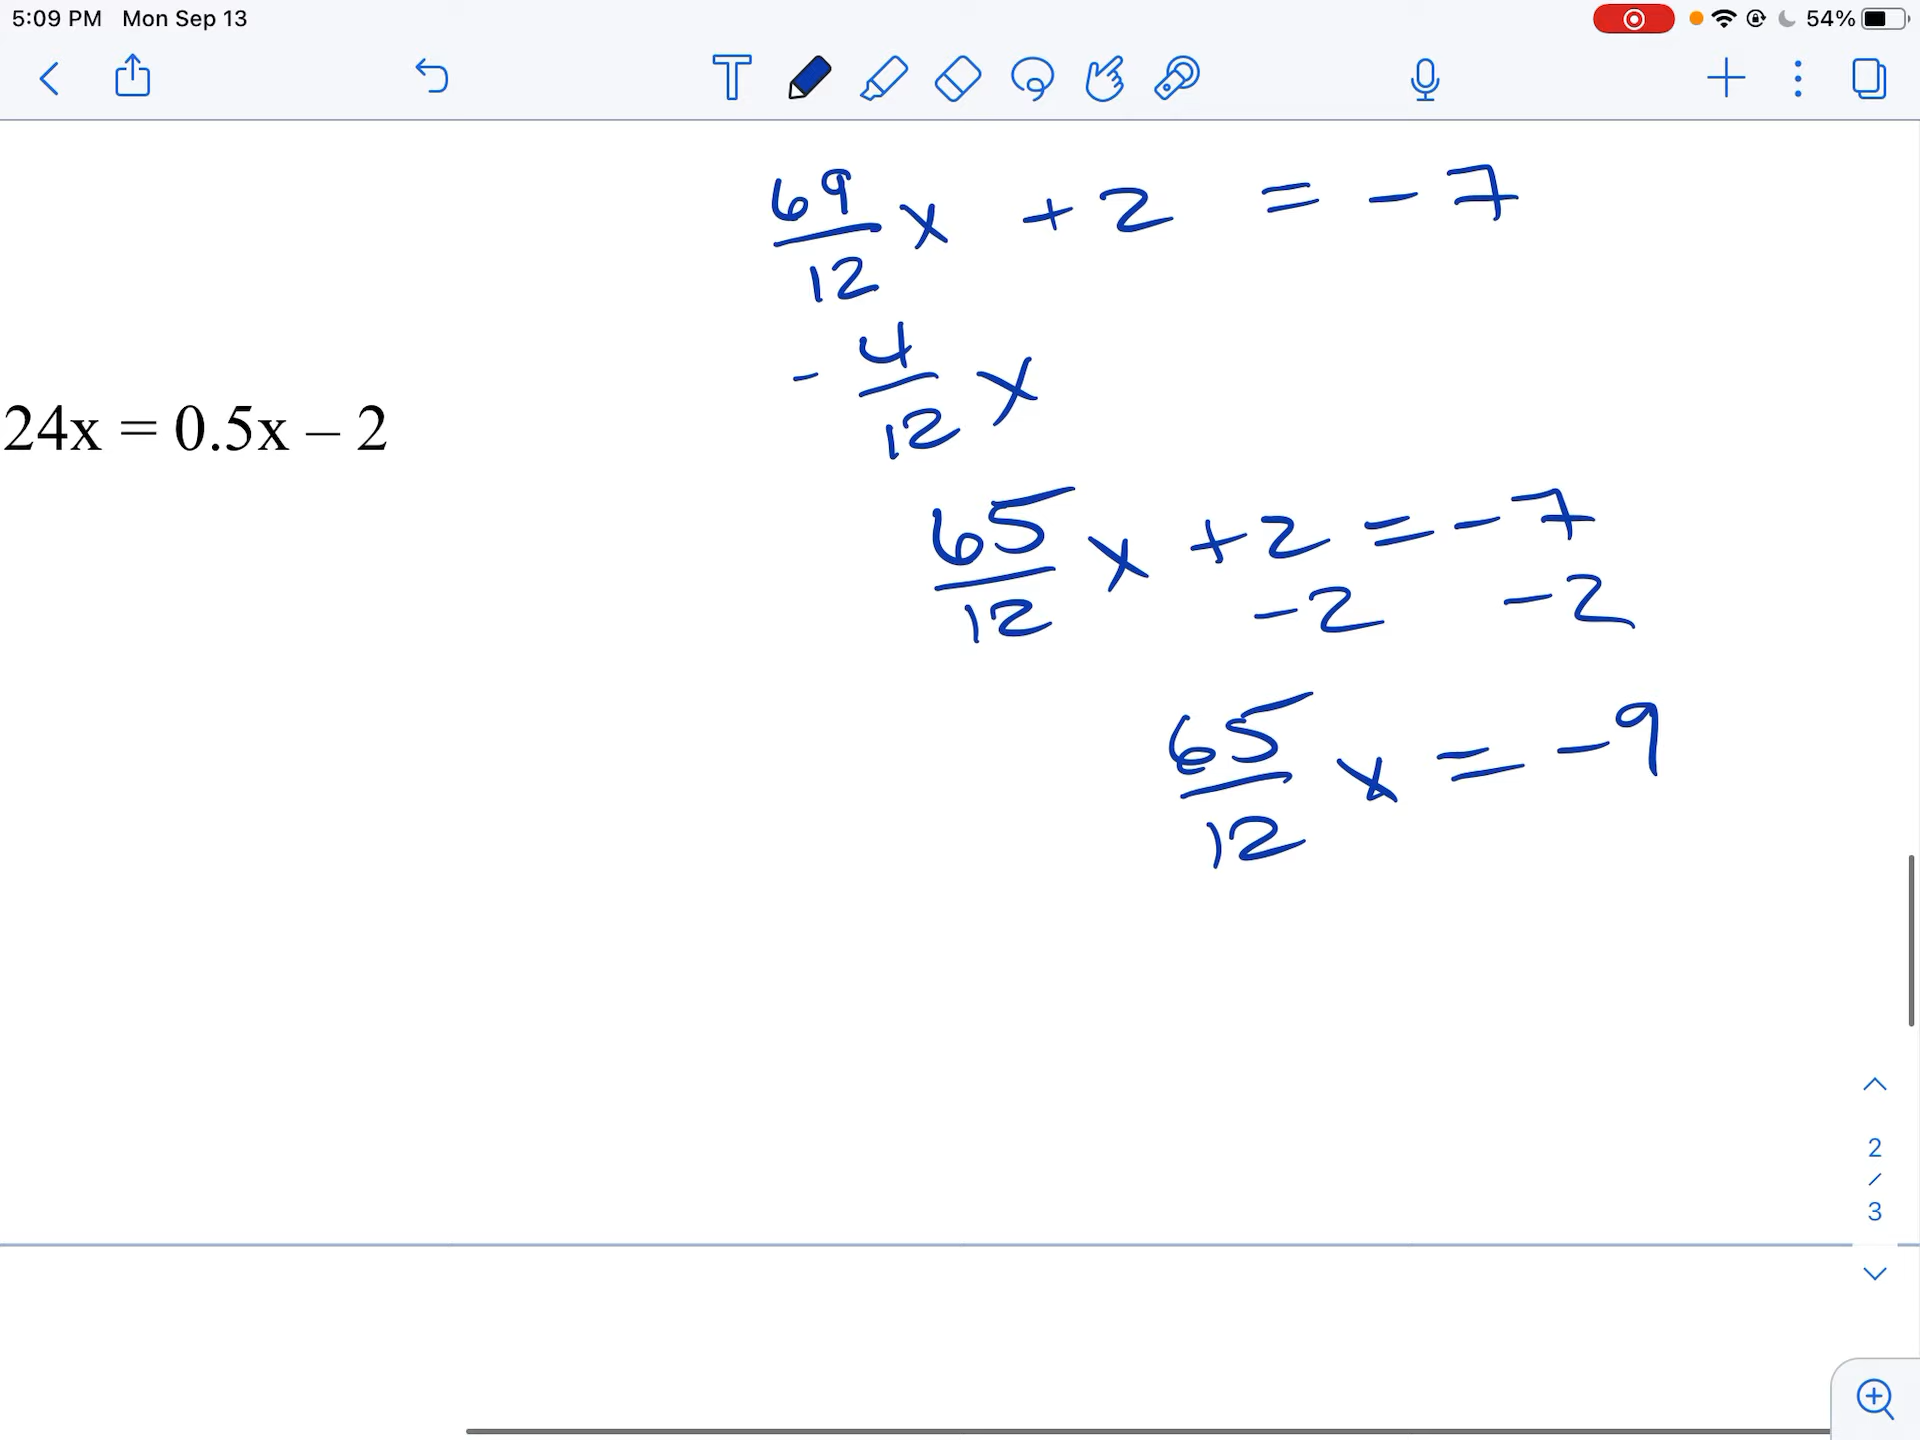 5:09 PM Mon Sep 13 54%
T
69/12 x + 2 = - 7
- 4/12 x
24x = 0.5x – 2
65/12 x + 2 = - 7
- 2 - 2
65/12 x = - 9
2
/
3